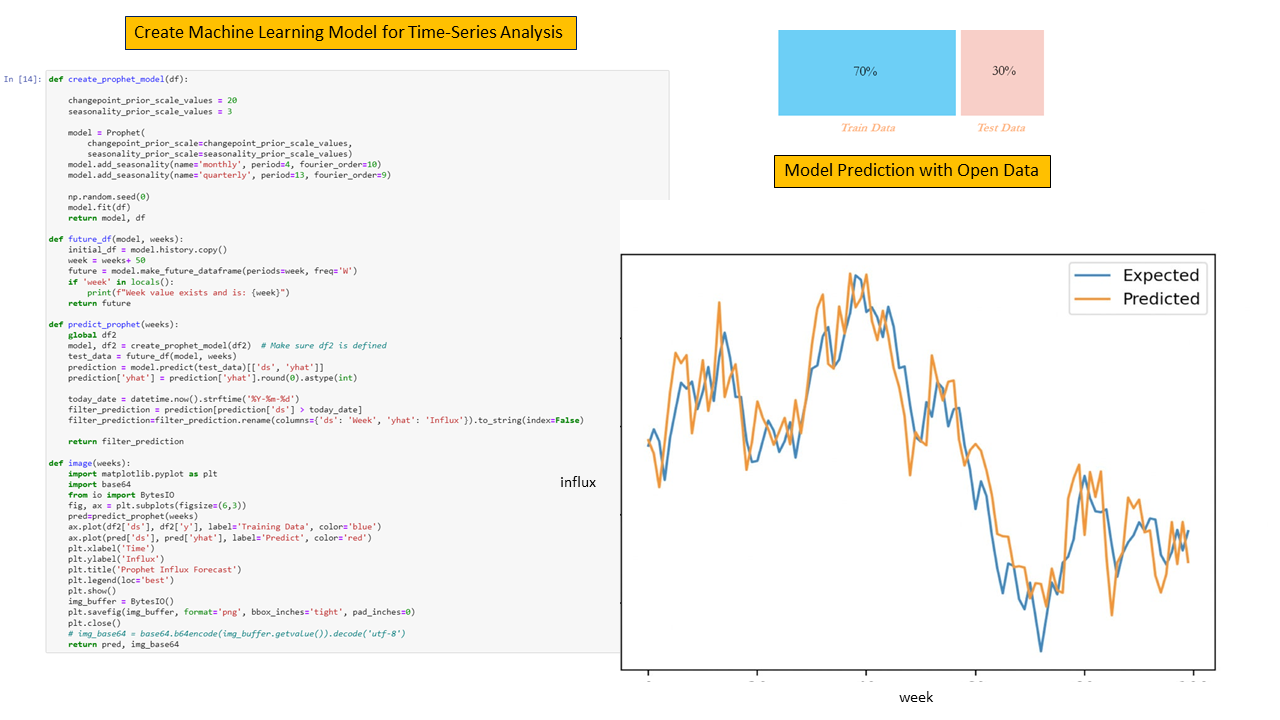 Create Machine Learning Model for Time-Series Analysis
In [14]:
def create_prophet_model(df):
changepoint_prior_scale_values = 20
seasonality_prior_scale_values = 3
model = Prophet(
changepoint_prior_scale=changepoint_prior_scale_values,
seasonality_prior_scale=seasonality_prior_scale_values)
model.add_seasonality(name='monthly', period=4, fourier_order=10)
model.add_seasonality(name='quarterly', period=13, fourier_order=9)
np.random.seed(0)
model.fit(df)
return model, df
def future_df(model, weeks):
initial_df = model.history.copy()
week = weeks+ 50
future = model.make_future_dataframe(periods=week, freq='W')
if 'week' in locals():
print(f"Week value exists and is: {week}")
return future
def predict_prophet(weeks):
global df2
model, df2 = create_prophet_model(df2)  # Make sure df2 is defined
test_data = future_df(model, weeks)
prediction = model.predict(test_data)[['ds', 'yhat']]
prediction['yhat'] = prediction['yhat'].round(0).astype(int)
today_date = datetime.now().strftime('%Y-%m-%d')
filter_prediction = prediction[prediction['ds'] > today_date]
filter_prediction=filter_prediction.rename(columns={'ds': 'Week', 'yhat': 'Influx'}).to_string(index=False)
return filter_prediction
def image(weeks):
import matplotlib.pyplot as plt
import base64
from io import BytesIO
fig, ax = plt.subplots(figsize=(6,3))
pred=predict_prophet(weeks)
ax.plot(df2['ds'], df2['y'], label='Training Data', color='blue')
ax.plot(pred['ds'], pred['yhat'], label='Predict', color='red')
plt.xlabel('Time')
plt.ylabel('Influx')
plt.title('Prophet Influx Forecast')
plt.legend(loc='best')
plt.show()
img_buffer = BytesIO()
plt.savefig(img_buffer, format='png', bbox_inches='tight', pad_inches=0)
plt.close()
# img_base64 = base64.b64encode(img_buffer.getvalue()).decode('utf-8')
return pred, img_base64
70%
30%
Train Data
Test Data
Model Prediction with Open Data
Expected
Predicted
influx
week